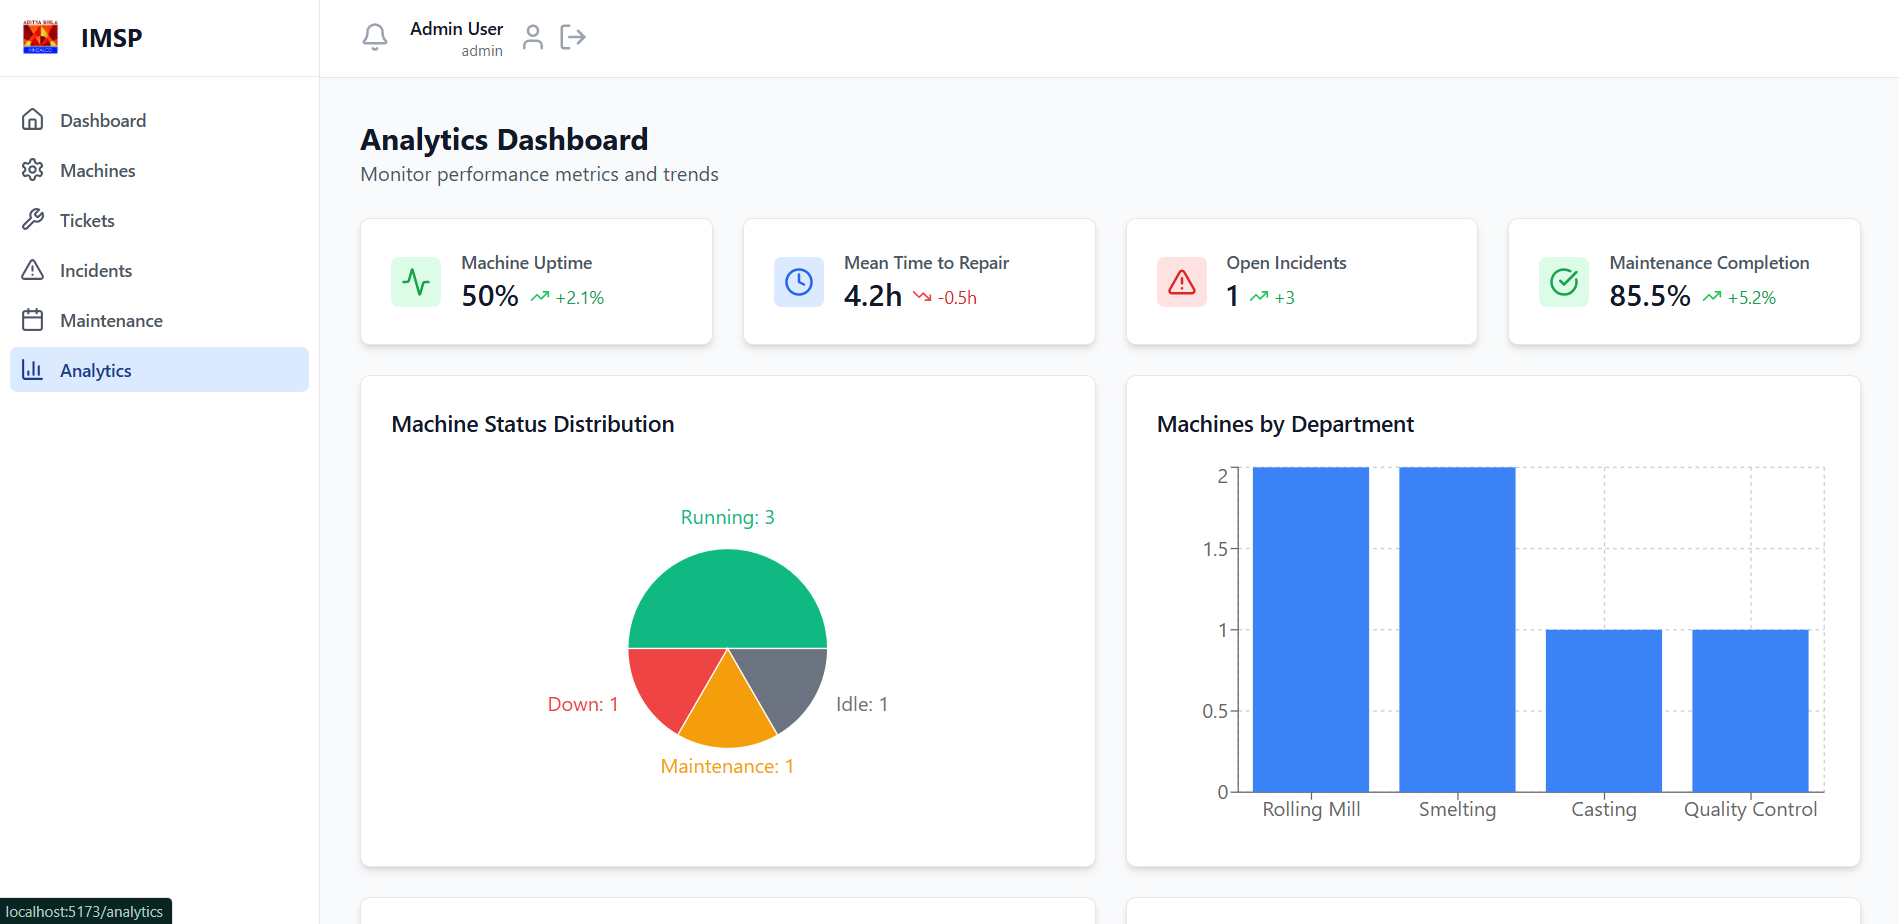 ADITYA BIRLA
HINDALCO
IMSP
Admin User
admin
Dashboard
Machines
Tickets
Incidents
Maintenance
Analytics
Analytics Dashboard
Monitor performance metrics and trends
Machine Uptime
50% +2.1%
Mean Time to Repair
4.2h -0.5h
Open Incidents
1 +3
Maintenance Completion
85.5% +5.2%
Machine Status Distribution
Running: 3
Down: 1
Idle: 1
Maintenance: 1
Machines by Department
2
1.5
1
0.5
0
Rolling Mill Smelting Casting Quality Control
localhost:5173/analytics